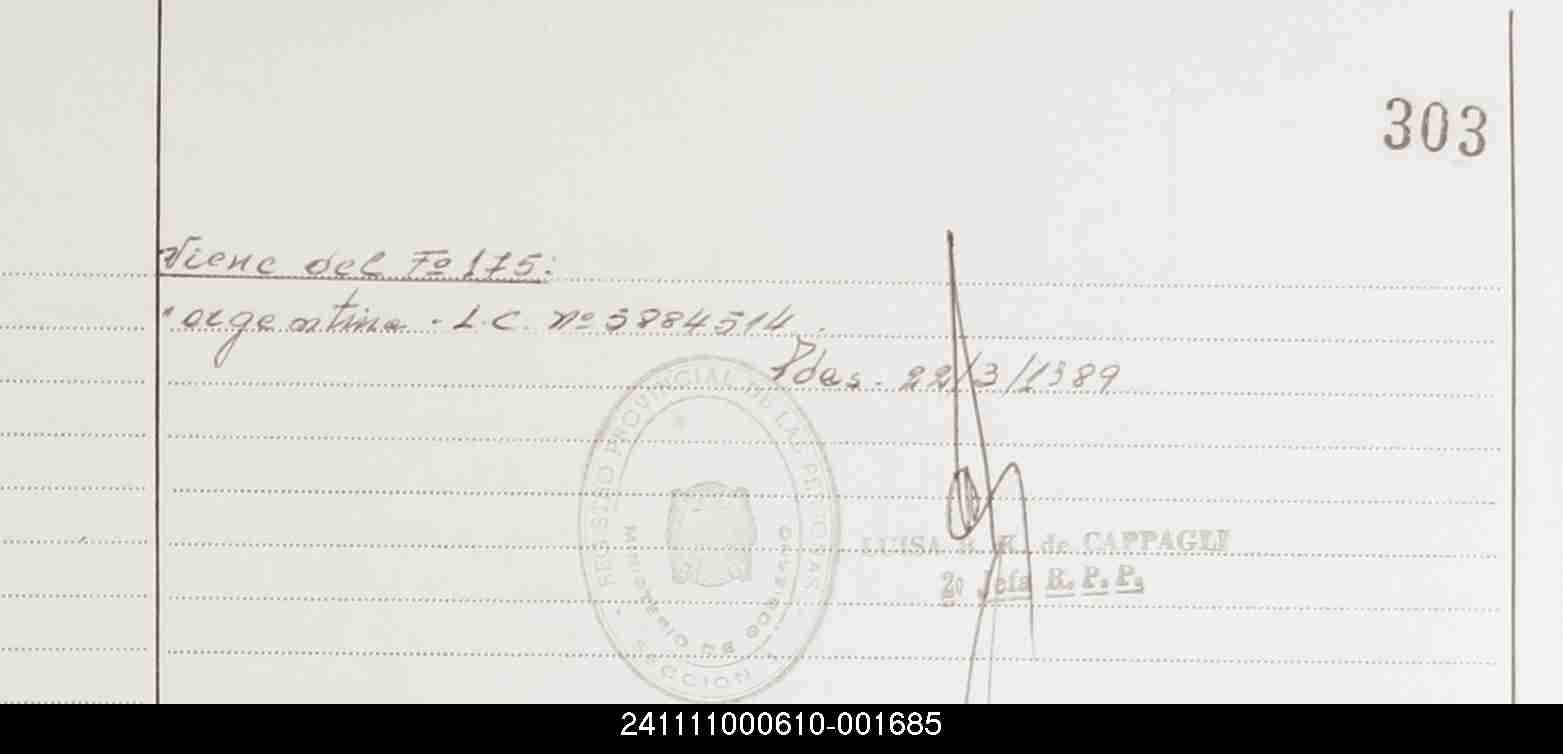 303
Viene del Fº 175:
"argentina - L.C. nº 5884514.
Pdas. 22/3/1989
REGISTRO PROVINCIAL DE LAS PERSONAS
MINISTERIO DE GOBIERNO
SECCION
LUISA R. de CAPPAGLI
2º Jefa R. P. P.
241111000610-001685